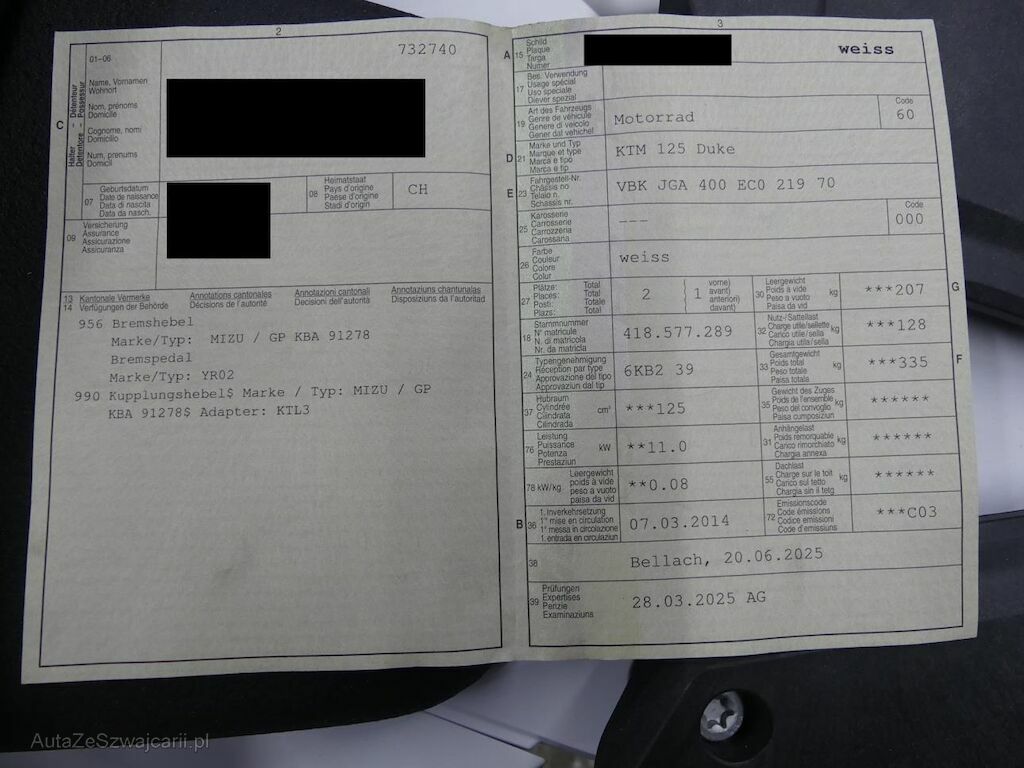 2
732740
01–06
C
Halter – Détenteur
Detentore – Possessur
Name, Vornamen
Wohnort
Nom, prénoms
Domicile
Cognome, nomi
Domicilio
Num, prenums
Domicil
07
Geburtsdatum
Date de naissance
Data di nascita
Data da nasch.
08
Heimatstaat
Pays d'origine
Paese d'origine
Stadi d'origin
CH
09
Versicherung
Assurance
Assicurazione
Assicuranza
13 Kantonale Vermerke
14 Verfügungen der Behörde
Annotations cantonales
Décisions de l'autorité
Annotazioni cantonali
Decisioni dell'autorità
Annotaziuns chantunalas
Disposiziuns da l'autoritad
956 Bremshebel
Marke/Typ: MIZU / GP KBA 91278
Bremspedal
Marke/Typ: YR02
990 Kupplungshebel$ Marke / Typ: MIZU / GP
KBA 91278$ Adapter: KTL3
3
A 15
Schild
Plaque
Targa
Numer
weiss
17
Bes. Verwendung
Usage spécial
Uso speciale
Diever spezial
19
Art des Fahrzeugs
Genre de véhicule
Genere di veicolo
Gener dal vehichel
Motorrad
Code
60
D 21
Marke und Typ
Marque et type
Marca e tipo
Marca e tip
KTM 125 Duke
E 23
Fahrgestell-Nr.
Châssis no
Telaio n.
Schassis nr.
VBK JGA 400 EC0 219 70
25
Karosserie
Carrosserie
Carrozzeria
Carossaria
---
Code
000
26
Farbe
Couleur
Colore
Colur
weiss
27
Plätze: Total
Places: Total
Posti: Totale
Plazs: Total
2
( 1 vorne)
avant)
anteriori)
davant)
30
Leergewicht
Poids à vide
Peso a vuoto
Paisa da vid
kg
***207
G
18
Stammnummer
N° matricule
N. di matricola
Nr. da matricla
418.577.289
32
Nutz-/Sattellast
Charge utile/sellette
Carico utile/sella
Chargia utila/sella
kg
***128
24
Typengenehmigung
Réception par type
Approvazione del tipo
Approvaziun dal tip
6KB2 39
33
Gesamtgewicht
Poids total
Peso totale
Paisa totala
kg
***335
F
37
Hubraum
Cylindrée
Cilindrata
Cilindrada
cm³
***125
35
Gewicht des Zuges
Poids de l'ensemble
Peso del convoglio
Paisa cumposiziun
kg
******
76
Leistung
Puissance
Potenza
Prestaziun
kW
**11.0
31
Anhängelast
Poids remorquable
Carico rimorchiato
Chargia annexa
kg
******
78 kW/kg
Leergewicht
poids à vide
peso a vuoto
paisa da vid
**0.08
55
Dachlast
Charge sur le toit
Carico sul tetto
Chargia sin il tetg
kg
******
B 36
1. Inverkehrsetzung
1re mise en circulation
1a messa in circolazione
1. entrada en circulaziun
07.03.2014
72
Emissionscode
Code émissions
Codice emissioni
Code d'emissiuns
***C03
38
Bellach, 20.06.2025
39
Prüfungen
Expertises
Perizie
Examinaziuns
28.03.2025 AG
AutaZeSzwajcarii.pl